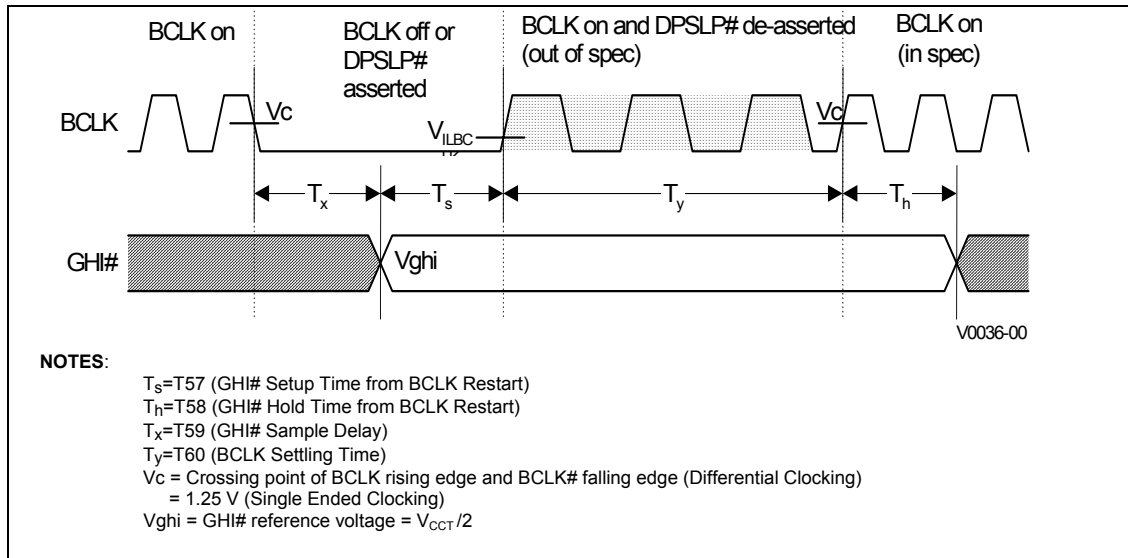 BCLK on
BCLK off or
DPSLP#
asserted
BCLK on and DPSLP# de-asserted
(out of spec)
BCLK on
(in spec)
BCLK
Vc
VILBC
Vc
Tx
Ts
Ty
Th
GHI#
Vghi
V0036-00
NOTES:
Ts=T57 (GHI# Setup Time from BCLK Restart)
Th=T58 (GHI# Hold Time from BCLK Restart)
Tx=T59 (GHI# Sample Delay)
Ty=T60 (BCLK Settling Time)
Vc = Crossing point of BCLK rising edge and BCLK# falling edge (Differential Clocking)
= 1.25 V (Single Ended Clocking)
Vghi = GHI# reference voltage = VCCT/2